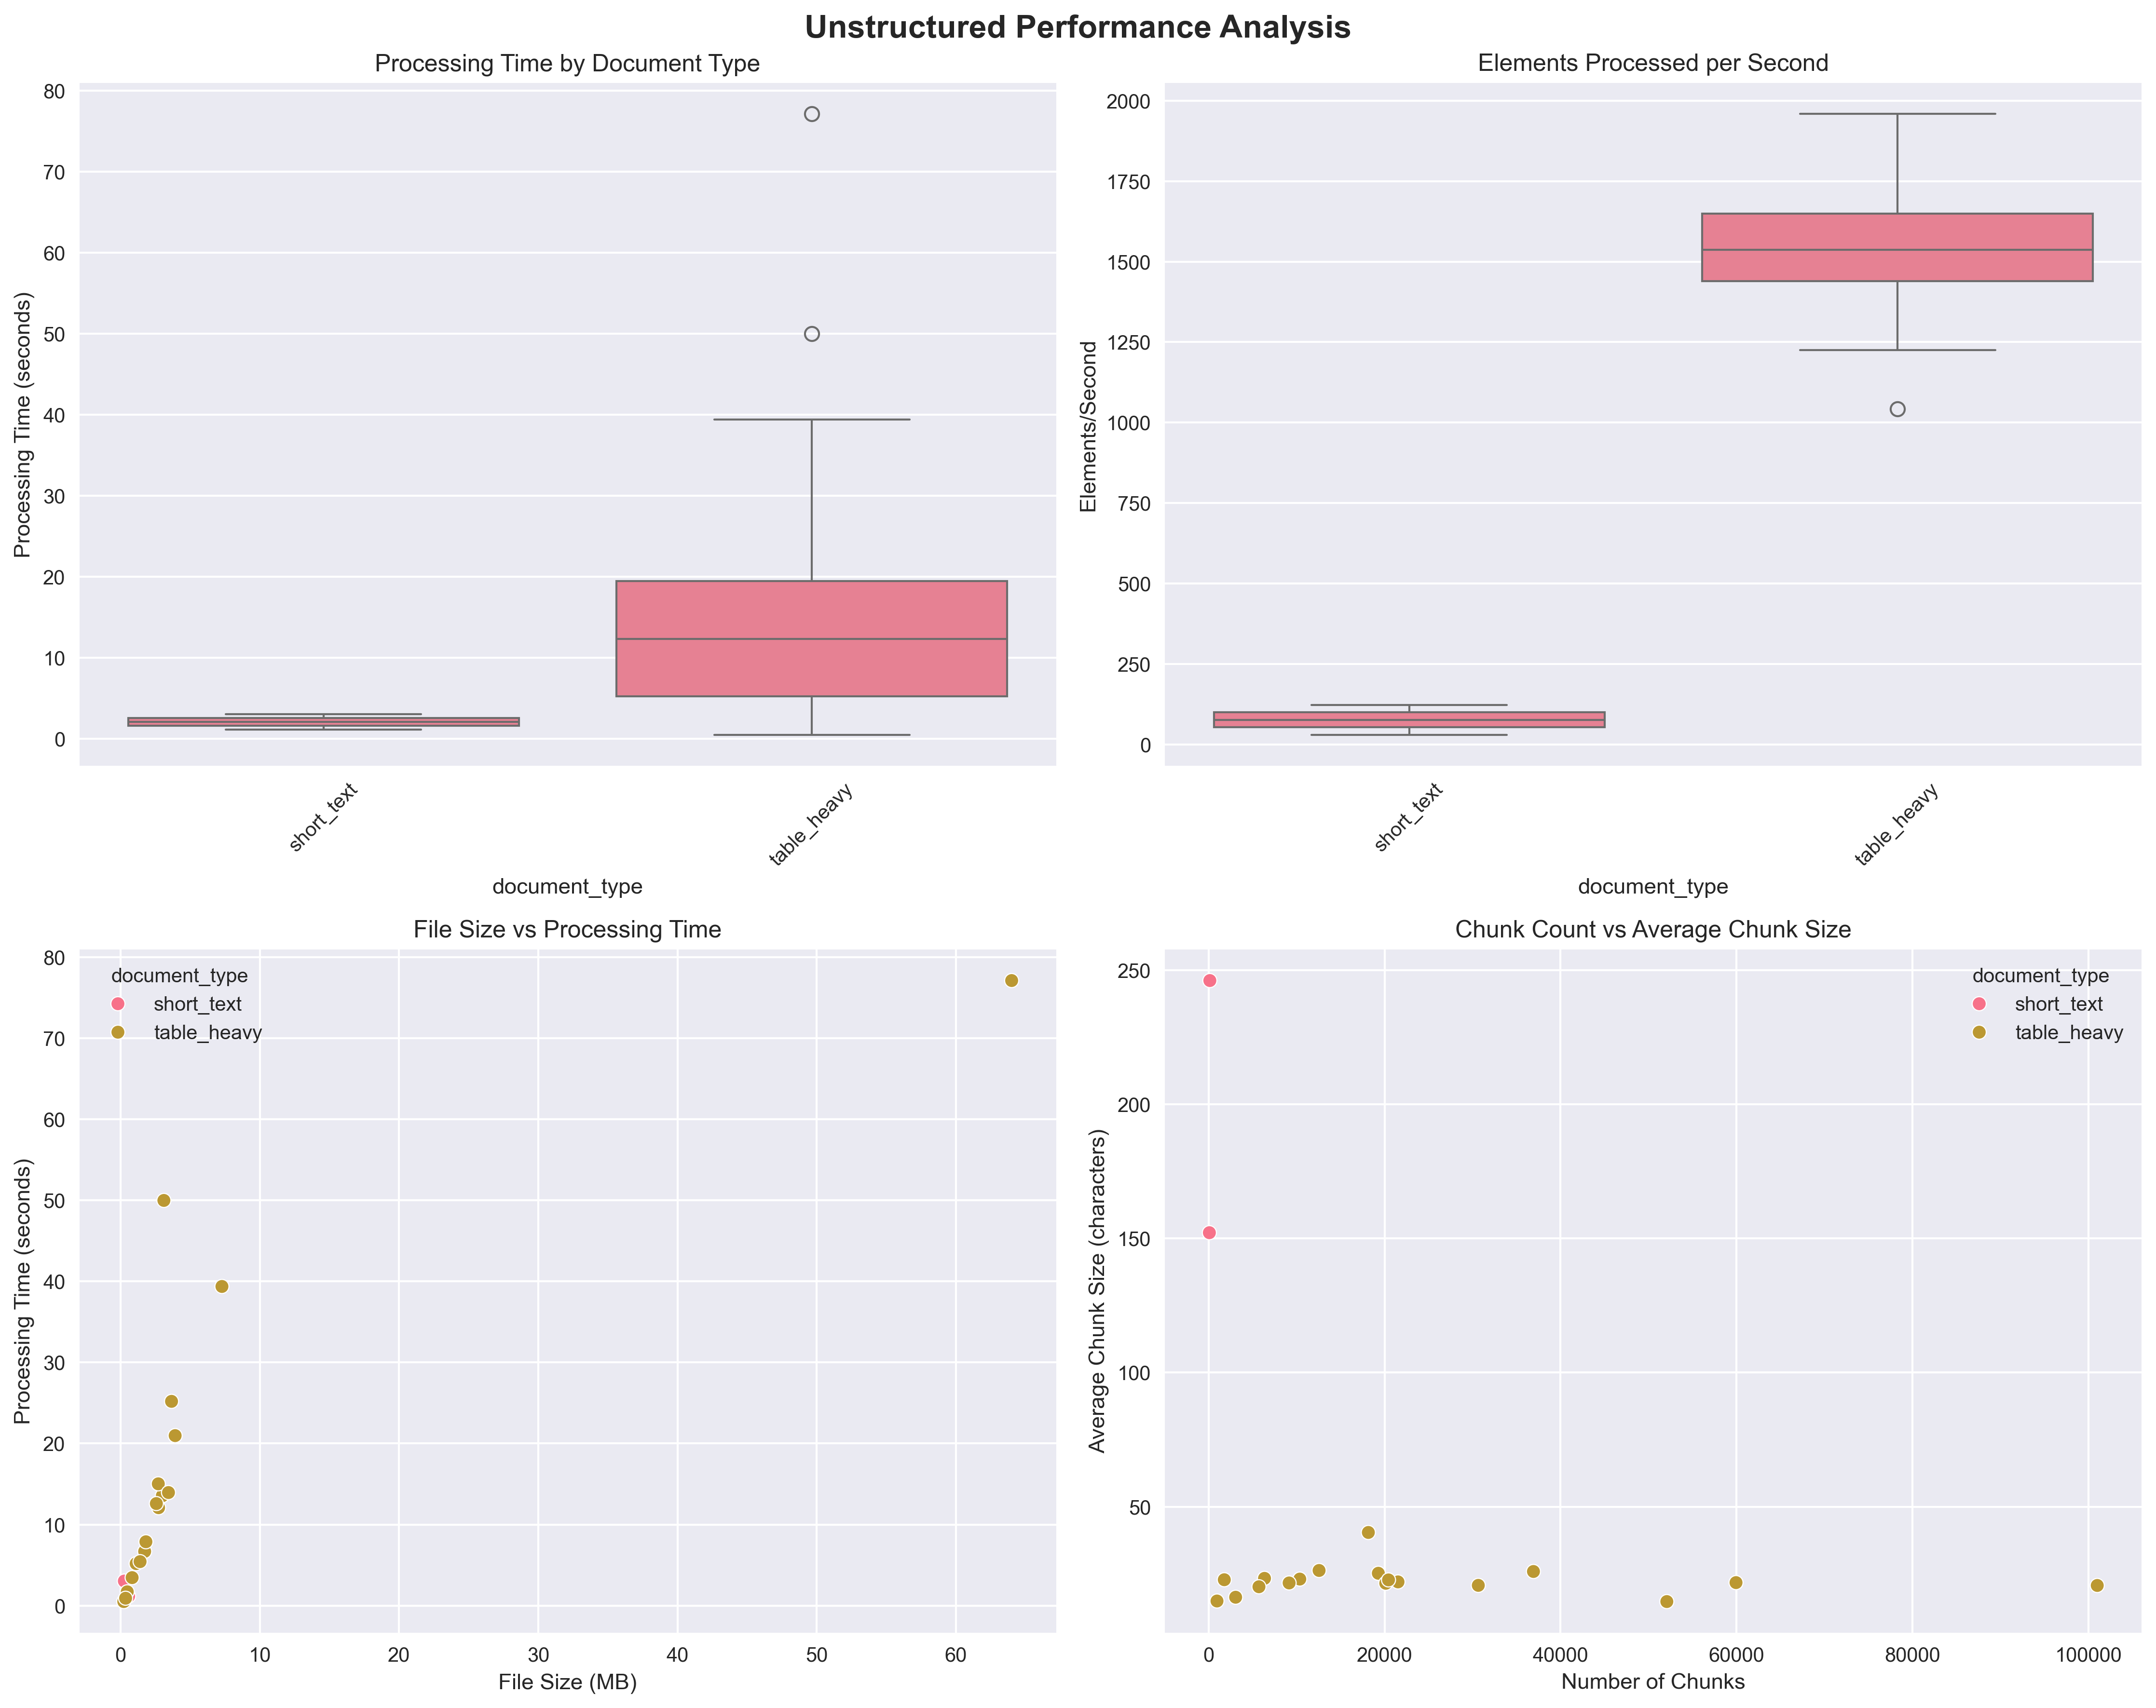 Unstructured Performance Analysis
Processing Time by Document Type
Processing Time (seconds)
80
70
60
50
40
30
20
10
0
short_text
table_heavy
document_type
Elements Processed per Second
Elements/Second
2000
1750
1500
1250
1000
750
500
250
0
short_text
table_heavy
document_type
File Size vs Processing Time
document_type
short_text
table_heavy
Processing Time (seconds)
80
70
60
50
40
30
20
10
0
0 10 20 30 40 50 60
File Size (MB)
Chunk Count vs Average Chunk Size
document_type
short_text
table_heavy
Average Chunk Size (characters)
250
200
150
100
50
0 20000 40000 60000 80000 100000
Number of Chunks